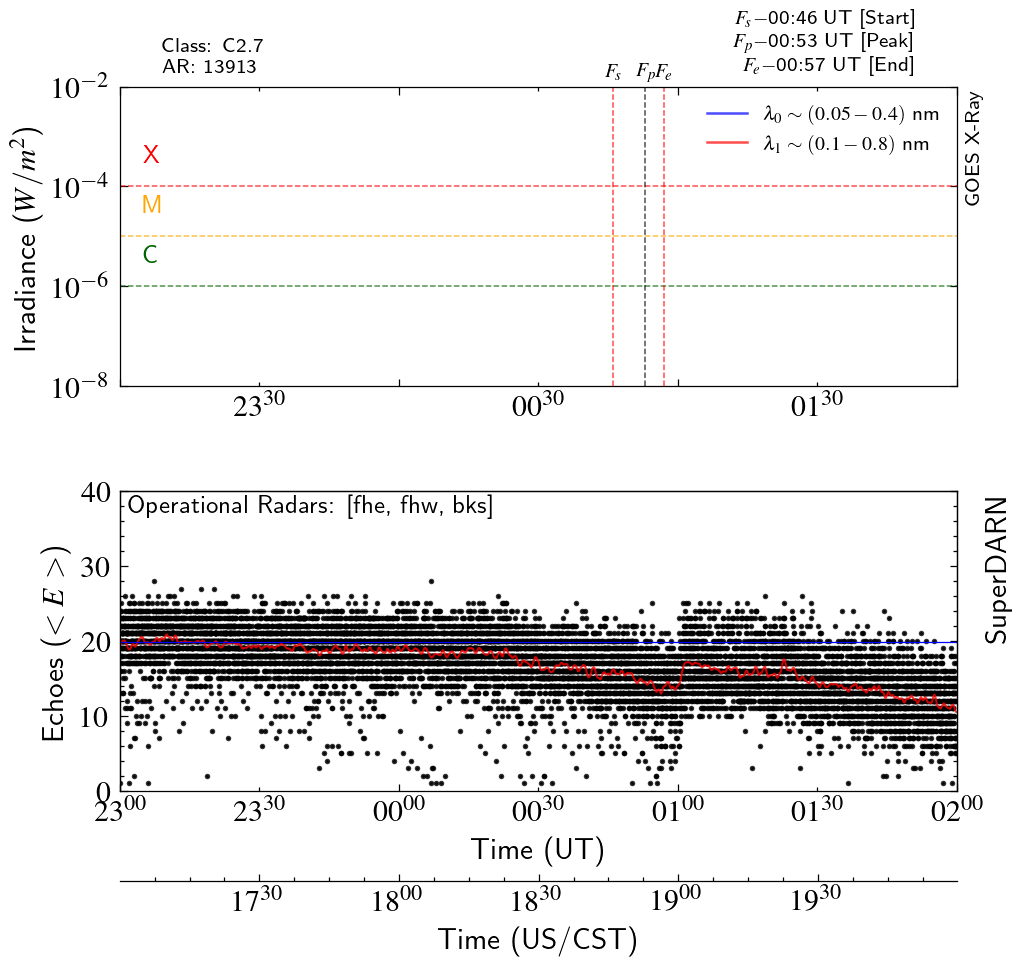 Class: C2.7
AR: 13913
F_s−00:46 UT [Start]
F_p−00:53 UT [Peak]
F_e−00:57 UT [End]
F_s F_p F_e
10^−2
10^−4
10^−6
10^−8
Irradiance (W/m^2)
X
M
C
λ_0 ~ (0.05 − 0.4) nm
λ_1 ~ (0.1 − 0.8) nm
GOES X-Ray
23^30 00^30 01^30
Operational Radars: [fhe, fhw, bks]
40
30
20
10
0
Echoes (< E >)
SuperDARN
23^00 23^30 00^00 00^30 01^00 01^30 02^00
Time (UT)
17^30 18^00 18^30 19^00 19^30
Time (US/CST)